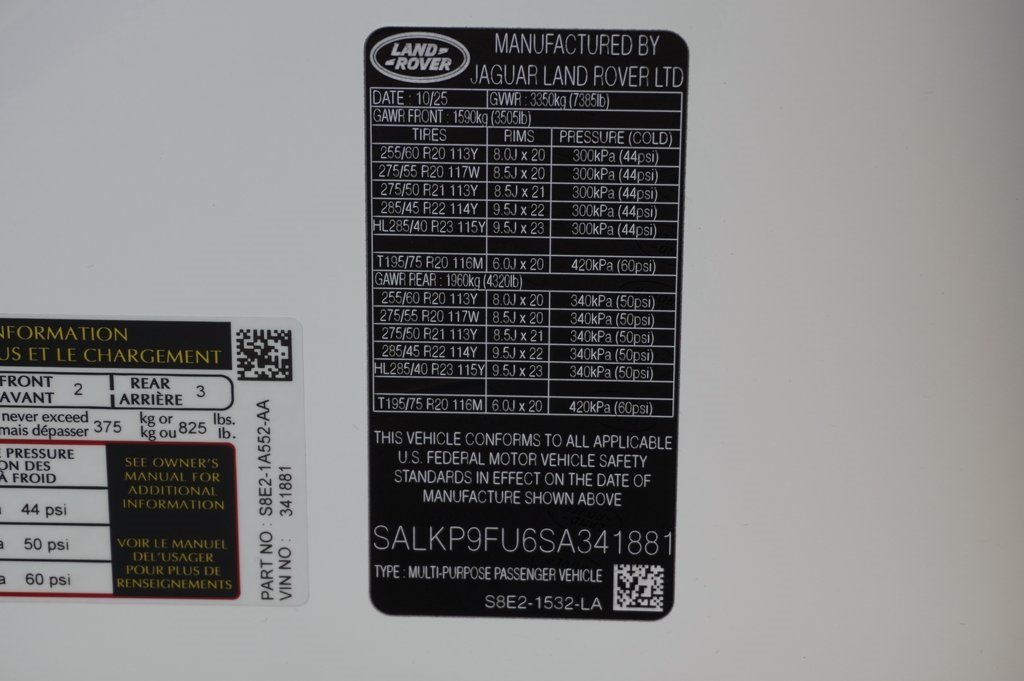 LAND-
-ROVER
MANUFACTURED BY
JAGUAR LAND ROVER LTD
DATE : 10/25 GVWR : 3350kg (7385lb)
GAWR FRONT : 1590kg (3505lb)
TIRES RIMS PRESSURE (COLD)
255/60 R20 113Y 8.0J x 20 300kPa (44psi)
275/55 R20 117W 8.5J x 20 300kPa (44psi)
275/50 R21 113Y 8.5J x 21 300kPa (44psi)
285/45 R22 114Y 9.5J x 22 300kPa (44psi)
HL285/40 R23 115Y 9.5J x 23 300kPa (44psi)
T195/75 R20 116M 6.0J x 20 420kPa (60psi)
GAWR REAR : 1960kg (4320lb)
255/60 R20 113Y 8.0J x 20 340kPa (50psi)
275/55 R20 117W 8.5J x 20 340kPa (50psi)
275/50 R21 113Y 8.5J x 21 340kPa (50psi)
285/45 R22 114Y 9.5J x 22 340kPa (50psi)
HL285/40 R23 115Y 9.5J x 23 340kPa (50psi)
T195/75 R20 116M 6.0J x 20 420kPa (60psi)
THIS VEHICLE CONFORMS TO ALL APPLICABLE
U.S. FEDERAL MOTOR VEHICLE SAFETY
STANDARDS IN EFFECT ON THE DATE OF
MANUFACTURE SHOWN ABOVE
SALKP9FU6SA341881
TYPE : MULTI-PURPOSE PASSENGER VEHICLE
S8E2-1532-LA
NFORMATION
US ET LE CHARGEMENT
FRONT 2 REAR 3
AVANT ARRIÈRE
never exceed 375 kg or 825 lbs.
mais dépasser kg ou lb.
PRESSURE
ON DES
À FROID
44 psi
50 psi
60 psi
SEE OWNER'S
MANUAL FOR
ADDITIONAL
INFORMATION
VOIR LE MANUEL
DEL'USAGER
POUR PLUS DE
RENSEIGNEMENTS
PART NO : S8E2-1A552-AA
VIN NO : 341881